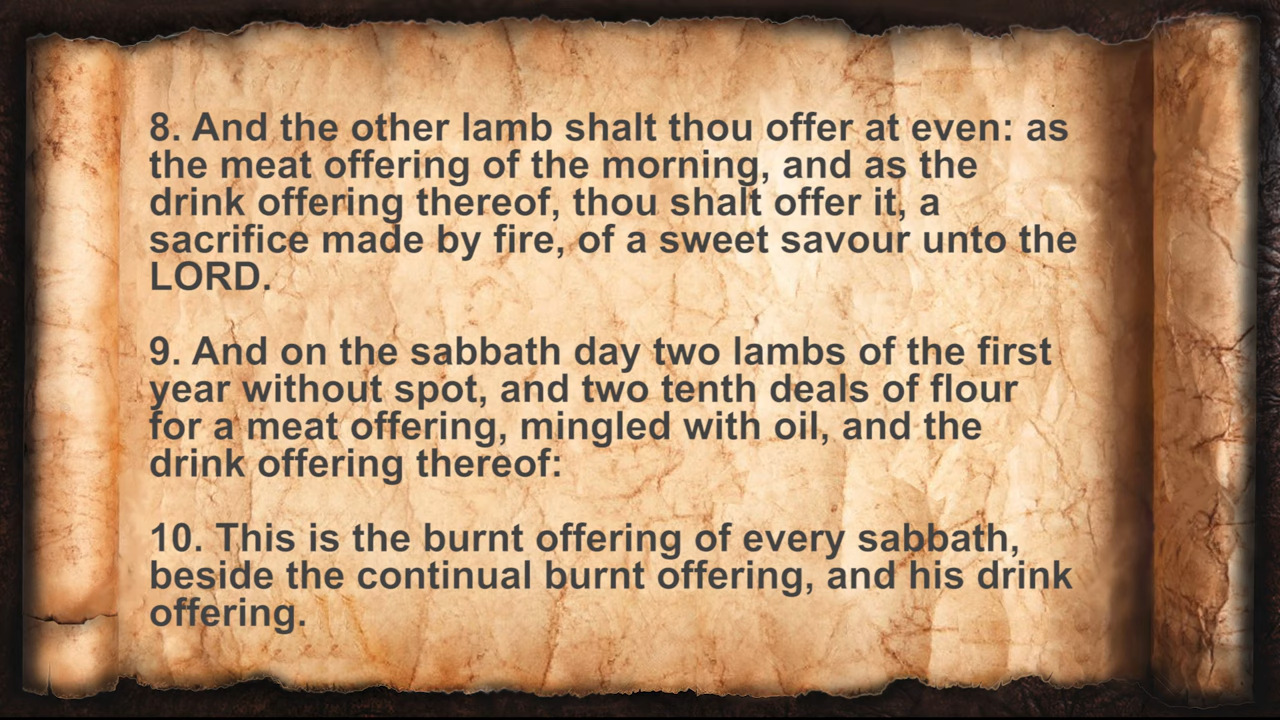 8. And the other lamb shalt thou offer at even: as
the meat offering of the morning, and as the
drink offering thereof, thou shalt offer it, a
sacrifice made by fire, of a sweet savour unto the
LORD.
9. And on the sabbath day two lambs of the first
year without spot, and two tenth deals of flour
for a meat offering, mingled with oil, and the
drink offering thereof:
10. This is the burnt offering of every sabbath,
beside the continual burnt offering, and his drink
offering.